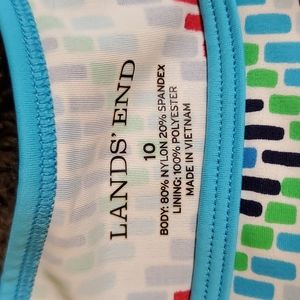 LANDS' END
10
BODY: 80% NYLON 20% SPANDEX
LINING: 100% POLYESTER
MADE IN VIETNAM